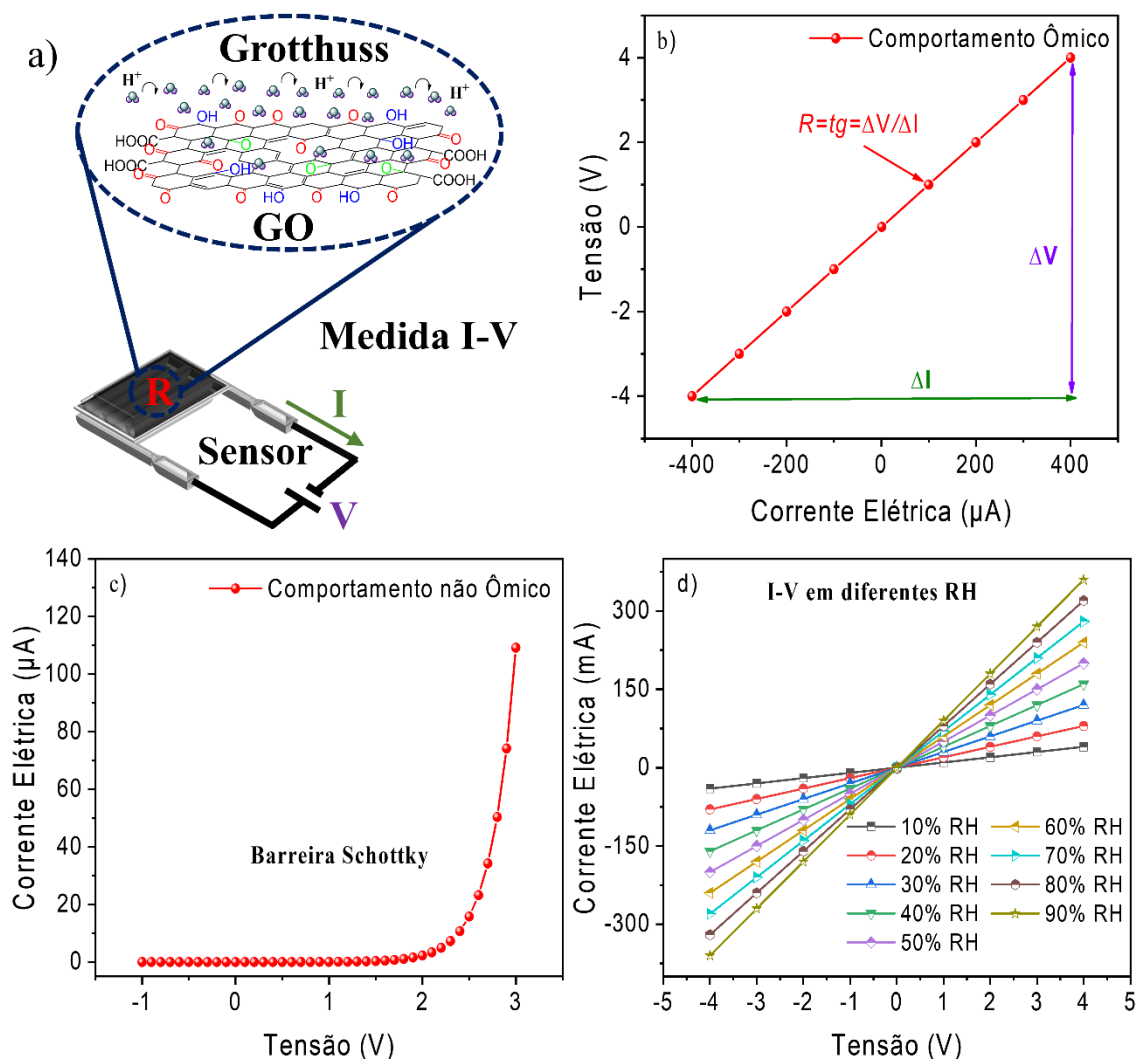 a)
Grotthuss
H⁺ H⁺ H⁺
OH O OH
O O O O
HOOC O OH COOH
HOOC O OH O O COOH
O O HO O HO O O
GO
Medida I-V
R
I
Sensor
V
b)
Comportamento Ômico
R=tg=ΔV/ΔI
ΔV
ΔI
Tensão (V)
4
2
0
-2
-4
-400 -200 0 200 400
Corrente Elétrica (µA)
c)
Comportamento não Ômico
Barreira Schottky
Corrente Elétrica (µA)
140
120
100
80
60
40
20
0
-1 0 1 2 3
Tensão (V)
d)
I-V em diferentes RH
Corrente Elétrica (mA)
300
150
0
-150
-300
10% RH 60% RH
20% RH 70% RH
30% RH 80% RH
40% RH 90% RH
50% RH
-5 -4 -3 -2 -1 0 1 2 3 4 5
Tensão (V)